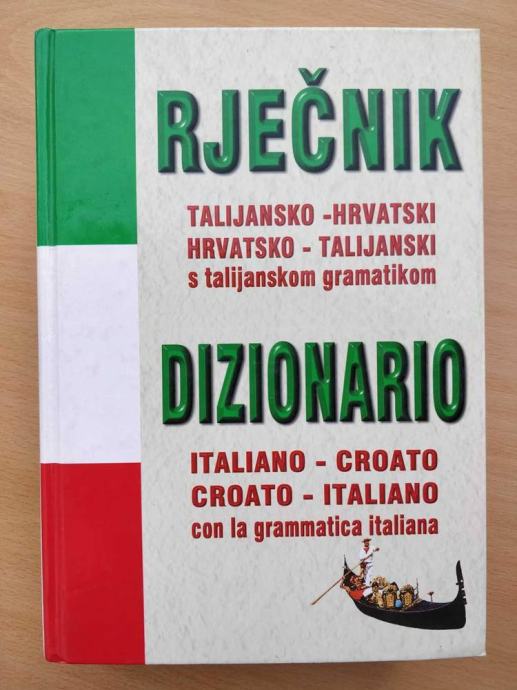 RJEČNIK
TALIJANSKO -HRVATSKI
HRVATSKO - TALIJANSKI
s talijanskom gramatikom
DIZIONARIO
ITALIANO - CROATO
CROATO - ITALIANO
con la grammatica italiana